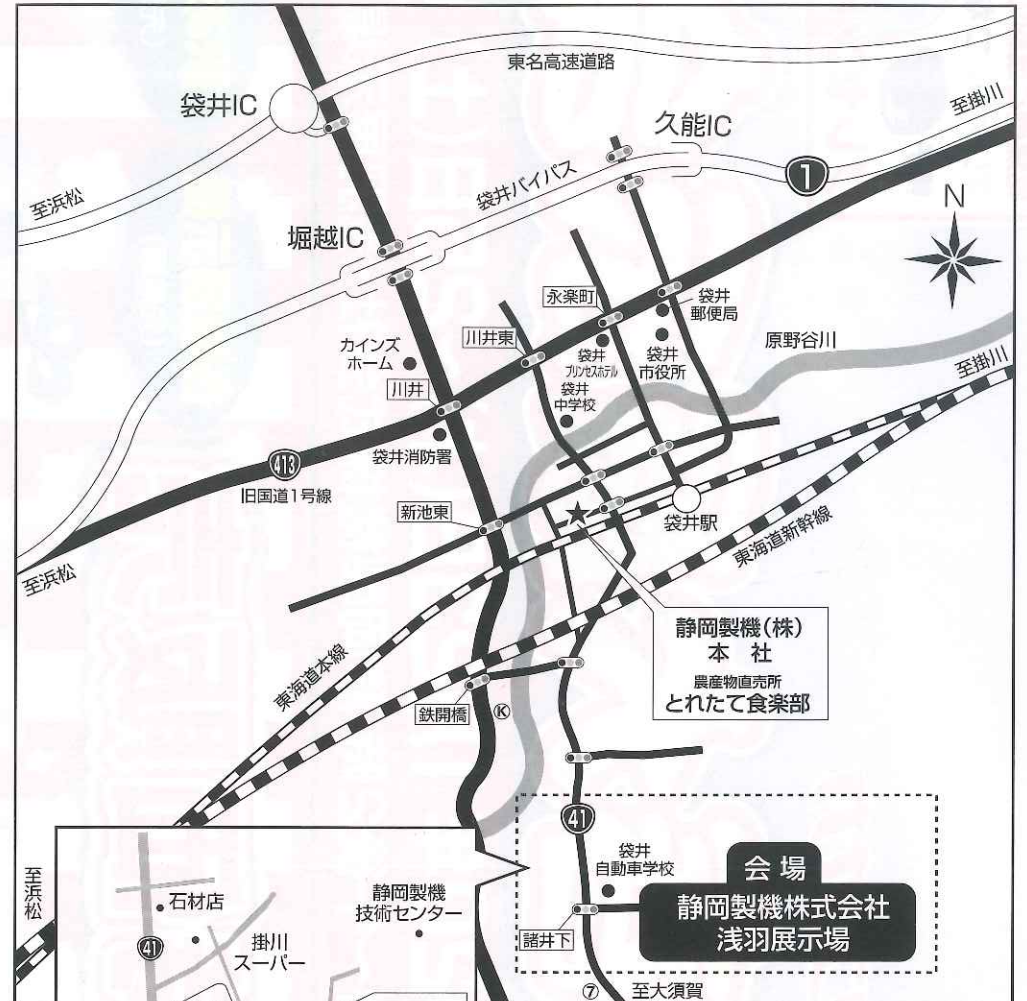 東名高速道路
袋井IC
久能IC
至掛川
至浜松
袋井バイパス
1
N
堀越IC
永楽町
袋井
郵便局
川井東
カインズ
ホーム
袋井
プリンセスホテル
袋井
市役所
原野谷川
至掛川
川井
袋井
中学校
袋井消防署
413
旧国道1号線
新池東
袋井駅
東海道新幹線
至浜松
静岡製機(株)
本 社
農産物直売所
とれたて食楽部
東海道本線
鉄開橋
K
41
袋井
自動車学校
会場
静岡製機株式会社
浅羽展示場
諸井下
⑦
至大須賀
至浜松
石材店
静岡製機
技術センター
41
掛川
スーパー